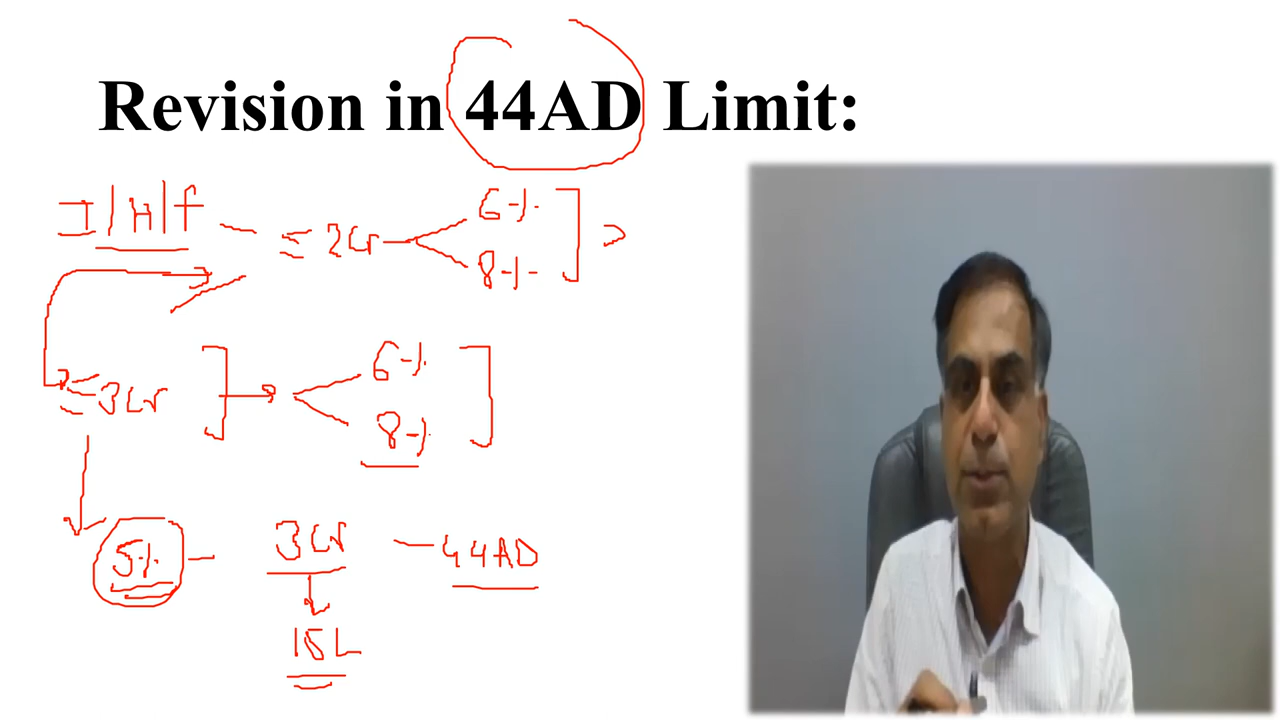 Revision in 44AD Limit:
I/H/f
≤ 2Cr
6%
8%
≤3Cr
6%
8%
5% - 3Cr - 44AD
15L